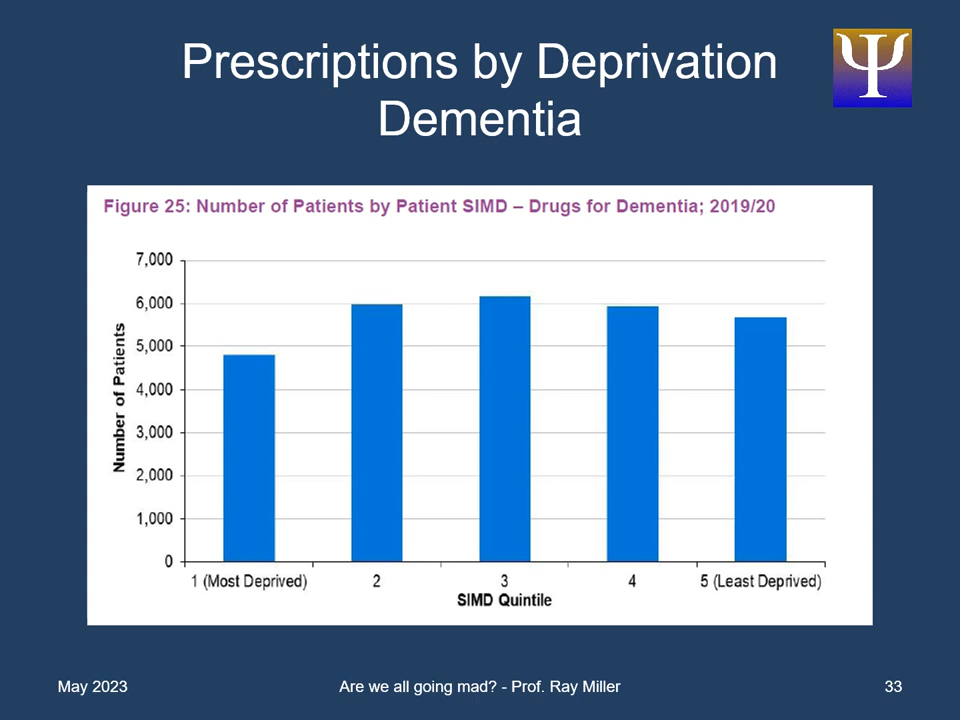 Prescriptions by Deprivation
Dementia
Ψ
Figure 25: Number of Patients by Patient SIMD – Drugs for Dementia; 2019/20
7,000
6,000
5,000
4,000
3,000
2,000
1,000
0
Number of Patients
1 (Most Deprived) 2 3 4 5 (Least Deprived)
SIMD Quintile
May 2023 Are we all going mad? - Prof. Ray Miller 33